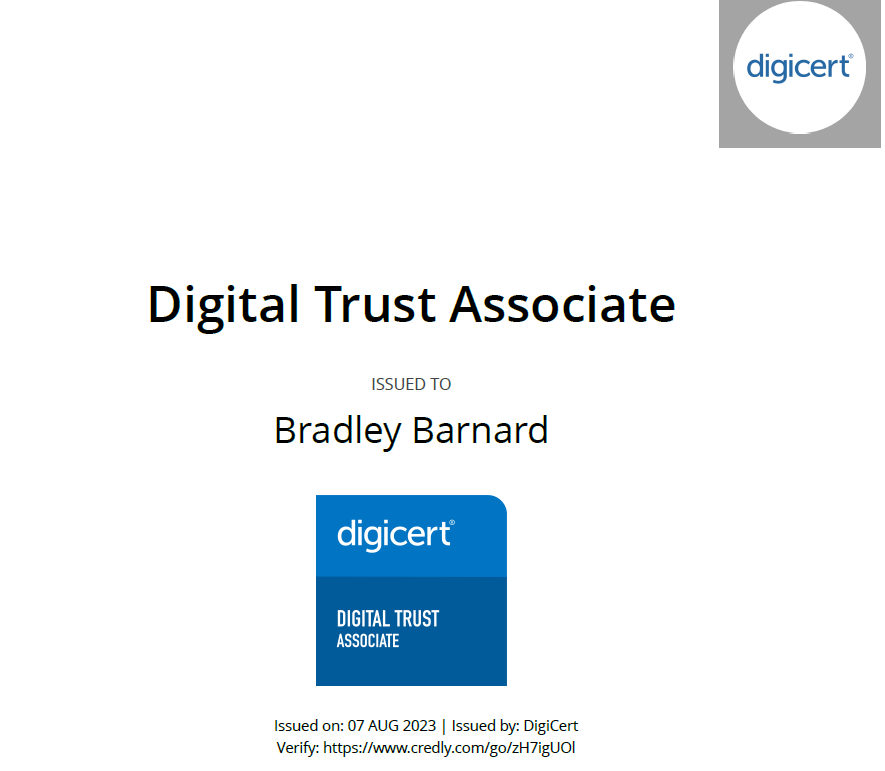 digicert®
Digital Trust Associate
ISSUED TO
Bradley Barnard
digicert®
DIGITAL TRUST
ASSOCIATE
Issued on: 07 AUG 2023 | Issued by: DigiCert
Verify: https://www.credly.com/go/zH7igUOl